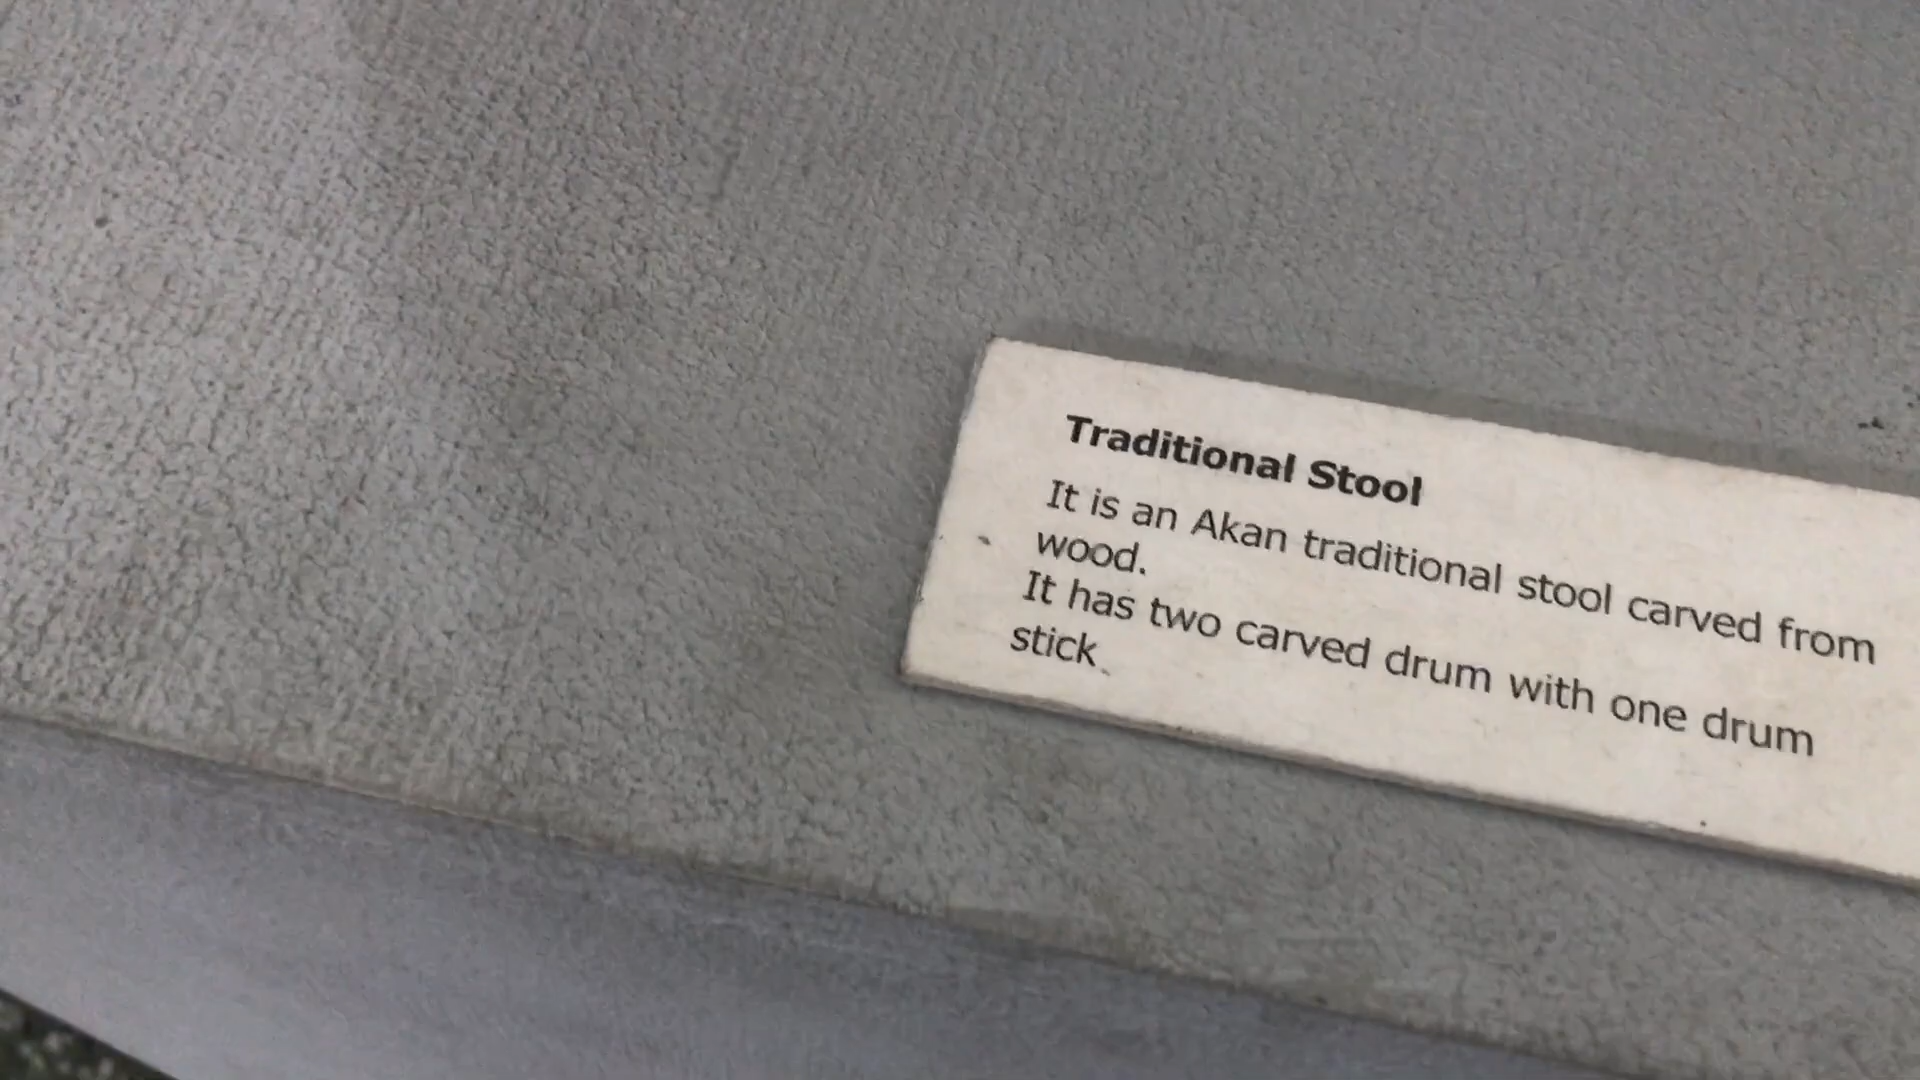 Traditional Stool
It is an Akan traditional stool carved from
wood.
It has two carved drum with one drum
stick